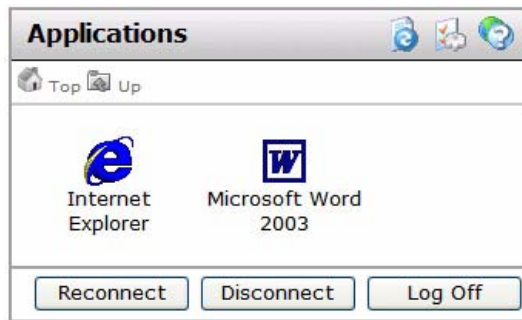 Applications
Top Up
Internet Explorer
Microsoft Word 2003
Reconnect Disconnect Log Off